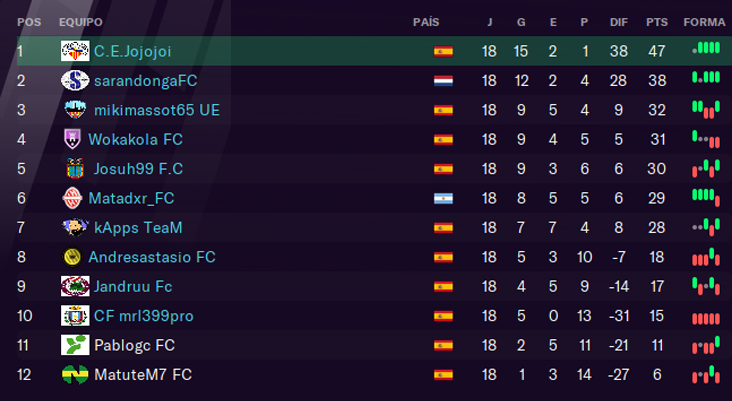 POS EQUIPO PAÍS J G E P DIF PTS FORMA
1 C.E.Jojojoi 18 15 2 1 38 47
2 sarandongaFC 18 12 2 4 28 38
3 mikimassot65 UE 18 9 5 4 9 32
4 Wokakola FC 18 9 4 5 5 31
5 Josuh99 F.C 18 9 3 6 6 30
6 Matadxr_FC 18 8 5 5 6 29
7 kApps TeaM 18 7 7 4 8 28
8 Andresastasio FC 18 5 3 10 -7 18
9 Jandruu Fc 18 4 5 9 -14 17
10 CF mrl399pro 18 5 0 13 -31 15
11 Pablogc FC 18 2 5 11 -21 11
12 MatuteM7 FC 18 1 3 14 -27 6